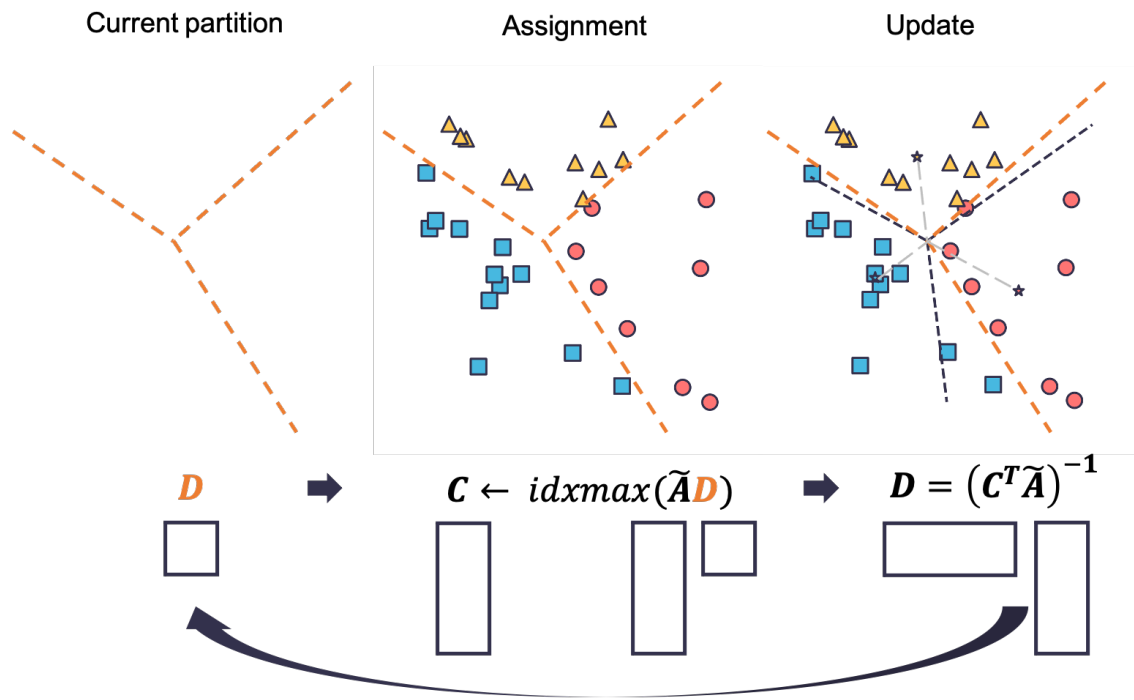 Current partition
Assignment
Update
D
C ← idxmax(ÃD)
D = (CᵀÃ)⁻¹